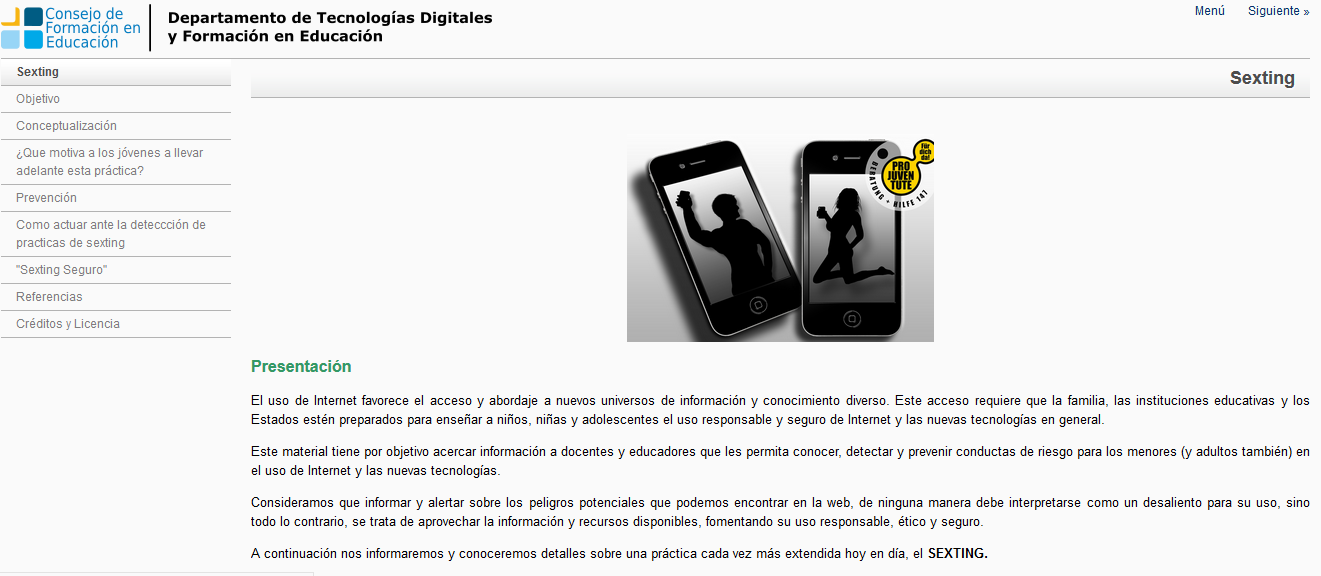 Consejo de
Formación en
Educación
Departamento de Tecnologías Digitales
y Formación en Educación
Menú
Siguiente »
Sexting
Objetivo
Conceptualización
¿Que motiva a los jóvenes a llevar
adelante esta práctica?
Prevención
Como actuar ante la deteccción de
practicas de sexting
"Sexting Seguro"
Referencias
Créditos y Licencia
Sexting
Für
dich
da!
PRO
JUVEN
TUTE
BERATUNG + HILFE 147
Presentación
El uso de Internet favorece el acceso y abordaje a nuevos universos de información y conocimiento diverso. Este acceso requiere que la familia, las instituciones educativas y los
Estados estén preparados para enseñar a niños, niñas y adolescentes el uso responsable y seguro de Internet y las nuevas tecnologías en general.
Este material tiene por objetivo acercar información a docentes y educadores que les permita conocer, detectar y prevenir conductas de riesgo para los menores (y adultos también) en
el uso de Internet y las nuevas tecnologías.
Consideramos que informar y alertar sobre los peligros potenciales que podemos encontrar en la web, de ninguna manera debe interpretarse como un desaliento para su uso, sino
todo lo contrario, se trata de aprovechar la información y recursos disponibles, fomentando su uso responsable, ético y seguro.
A continuación nos informaremos y conoceremos detalles sobre una práctica cada vez más extendida hoy en día, el SEXTING.